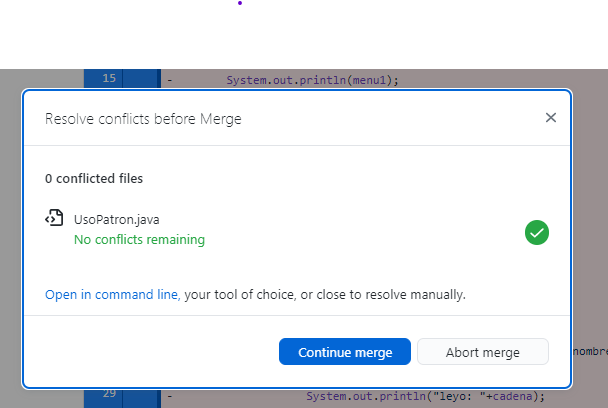 15 - System.out.println(menu1);
Resolve conflicts before Merge
0 conflicted files
UsoPatron.java
No conflicts remaining
Open in command line, your tool of choice, or close to resolve manually.
Continue merge Abort merge
nombre
29 - System.out.println("leyo: "+cadena);